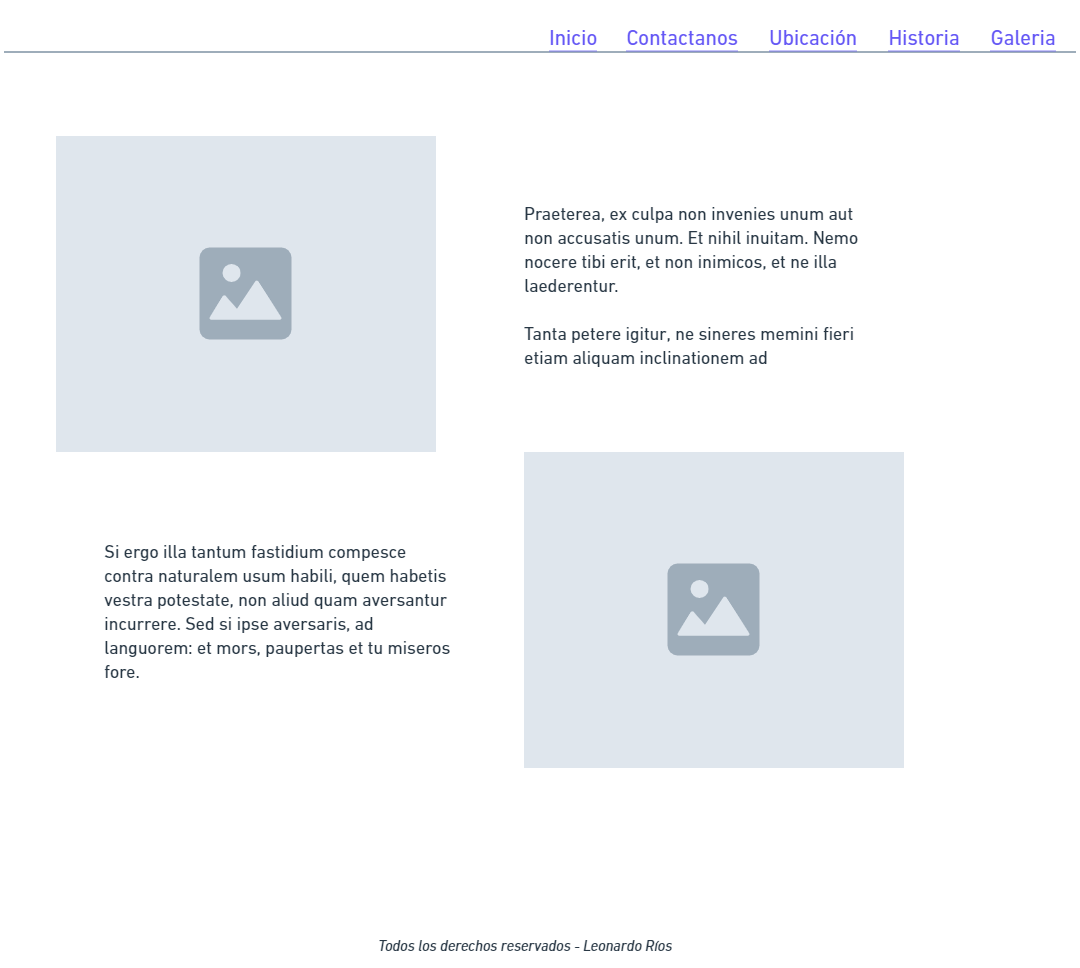 Inicio Contactanos Ubicación Historia Galeria
Praeterea, ex culpa non invenies unum aut
non accusatis unum. Et nihil inuitam. Nemo
nocere tibi erit, et non inimicos, et ne illa
laederentur.
Tanta petere igitur, ne sineres memini fieri
etiam aliquam inclinationem ad
Si ergo illa tantum fastidium compesce
contra naturalem usum habili, quem habetis
vestra potestate, non aliud quam aversantur
incurrere. Sed si ipse aversaris, ad
languorem: et mors, paupertas et tu miseros
fore.
Todos los derechos reservados - Leonardo Ríos